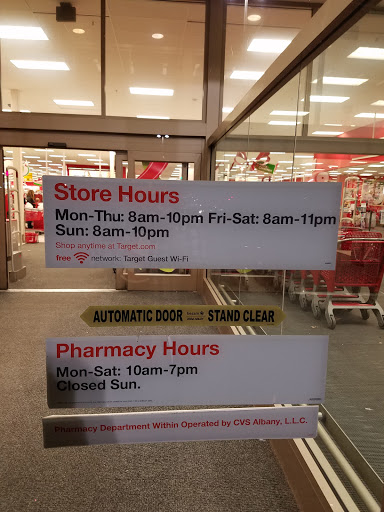 Store Hours
Mon-Thu: 8am-10pm Fri-Sat: 8am-11pm
Sun: 8am-10pm
Shop anytime at Target.com
free network: Target Guest Wi-Fi
AUTOMATIC DOOR STAND CLEAR
Pharmacy Hours
Mon-Sat: 10am-7pm
Closed Sun.
Pharmacy Department Within Operated by CVS Albany, L.L.C.